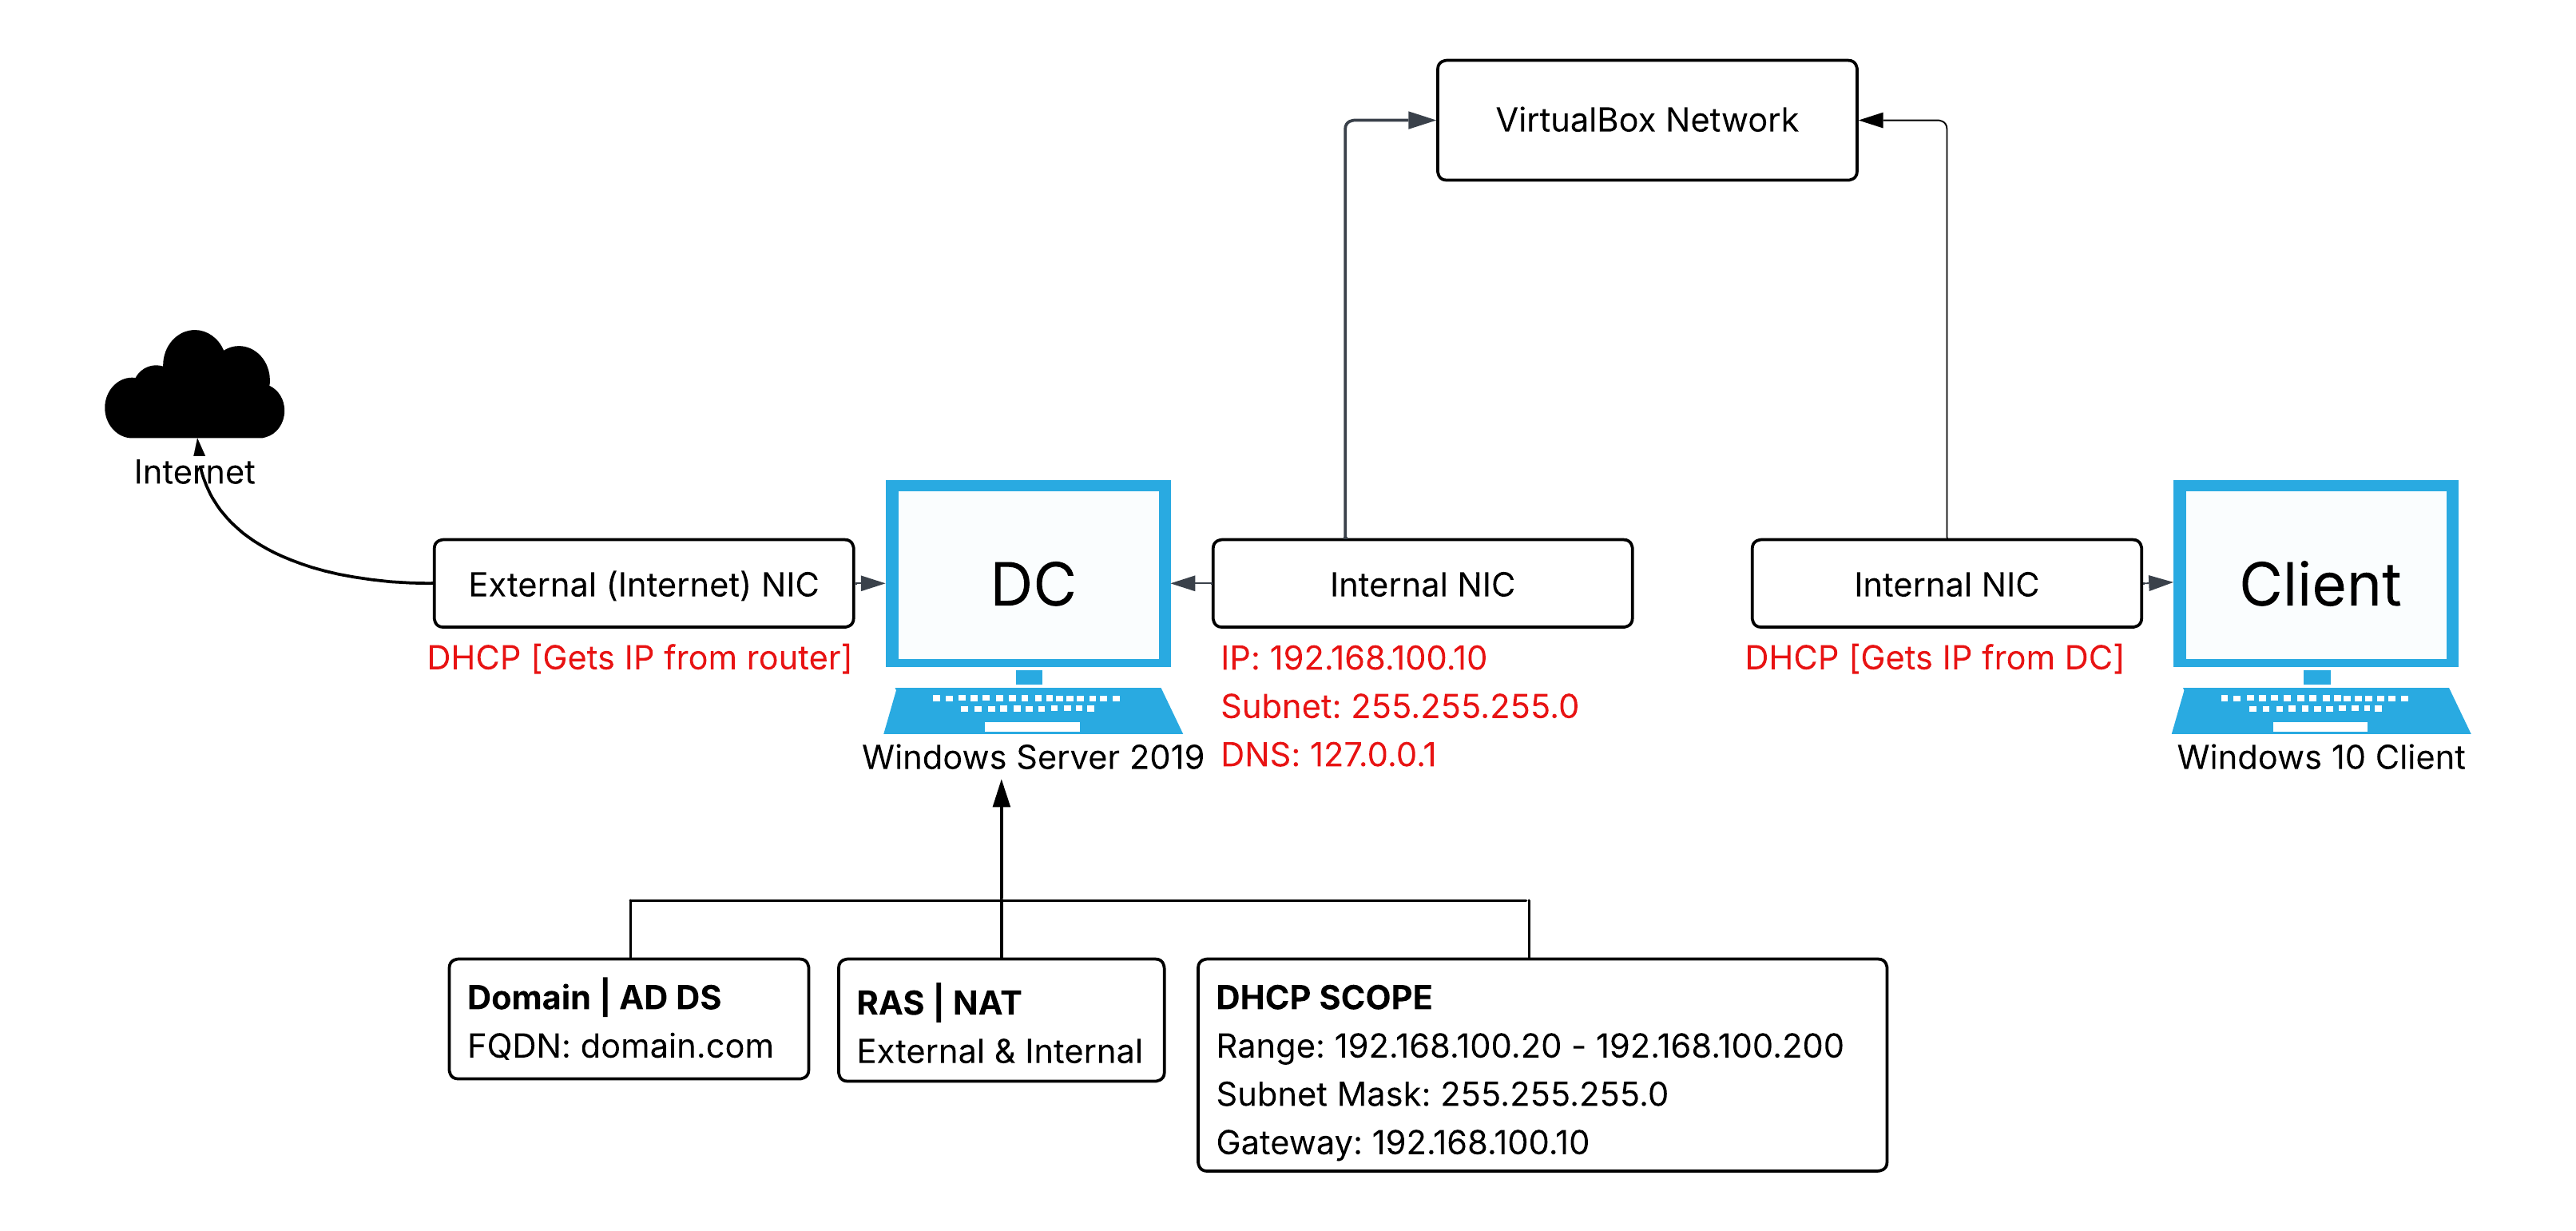 VirtualBox Network
Internet
External (Internet) NIC
DHCP [Gets IP from router]
DC
Windows Server 2019
Internal NIC
IP: 192.168.100.10
Subnet: 255.255.255.0
DNS: 127.0.0.1
Internal NIC
DHCP [Gets IP from DC]
Client
Windows 10 Client
Domain | AD DS
FQDN: domain.com
RAS | NAT
External & Internal
DHCP SCOPE
Range: 192.168.100.20 - 192.168.100.200
Subnet Mask: 255.255.255.0
Gateway: 192.168.100.10